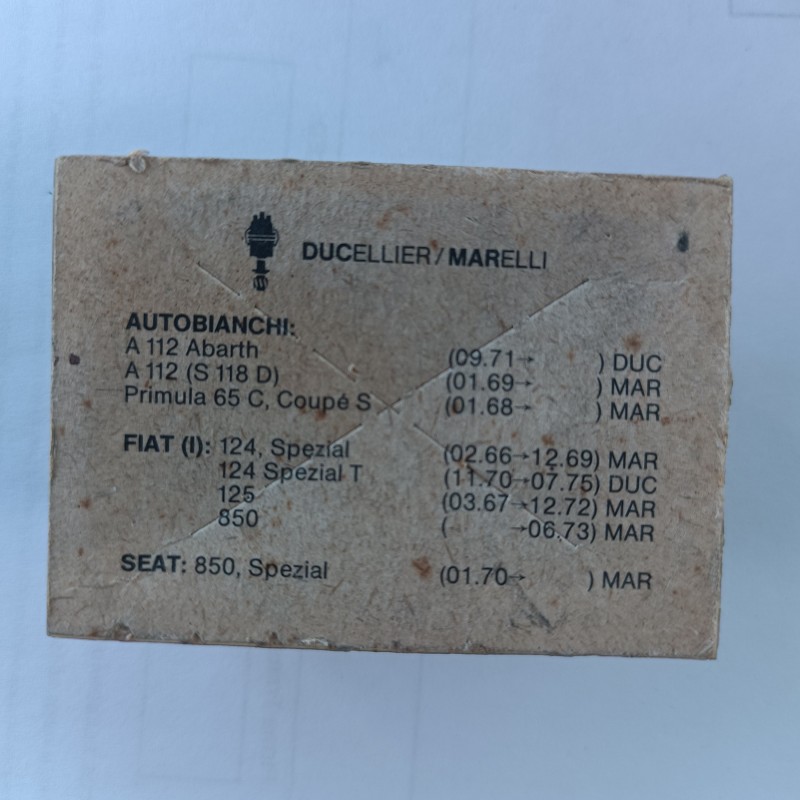 DUCELLIER/MARELLI
AUTOBIANCHI:
A 112 Abarth (09.71→ ) DUC
A 112 (S 118 D) (01.69→ ) MAR
Primula 65 C, Coupé S (01.68→ ) MAR
FIAT (I): 124, Spezial (02.66→12.69) MAR
124 Spezial T (11.70→07.75) DUC
125 (03.67→12.72) MAR
850 ( →06.73) MAR
SEAT: 850, Spezial (01.70→ ) MAR